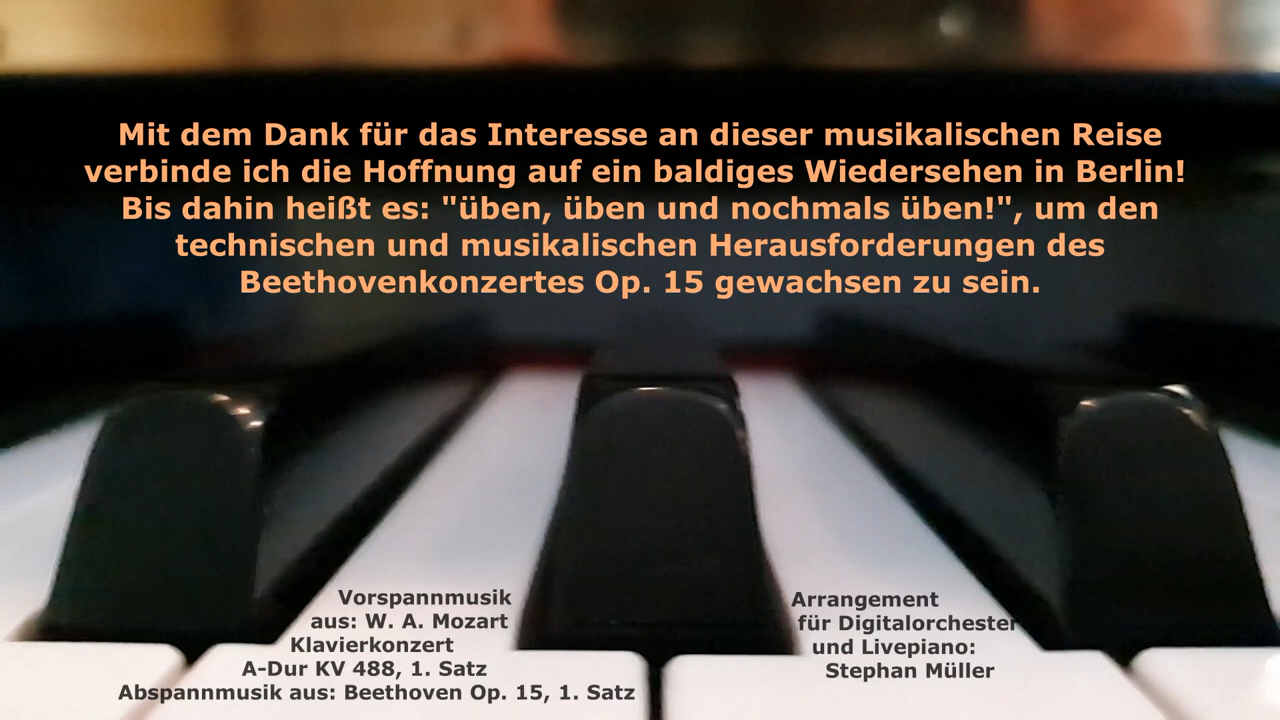 Mit dem Dank für das Interesse an dieser musikalischen Reise
verbinde ich die Hoffnung auf ein baldiges Wiedersehen in Berlin!
Bis dahin heißt es: "üben, üben und nochmals üben!", um den
technischen und musikalischen Herausforderungen des
Beethovenkonzertes Op. 15 gewachsen zu sein.
Vorspannmusik
aus: W. A. Mozart
Klavierkonzert
A-Dur KV 488, 1. Satz
Abspannmusik aus: Beethoven Op. 15, 1. Satz
Arrangement
für Digitalorchester
und Livepiano:
Stephan Müller